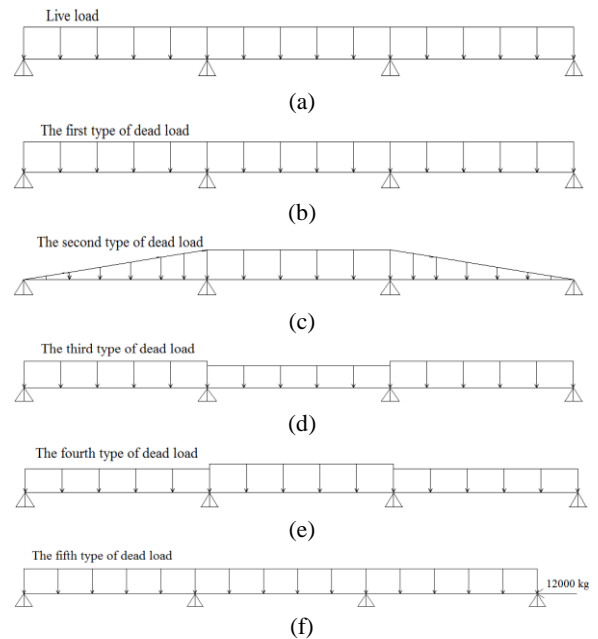 Live load
(a)
The first type of dead load
(b)
The second type of dead load
(c)
The third type of dead load
(d)
The fourth type of dead load
(e)
The fifth type of dead load
12000 kg
(f)